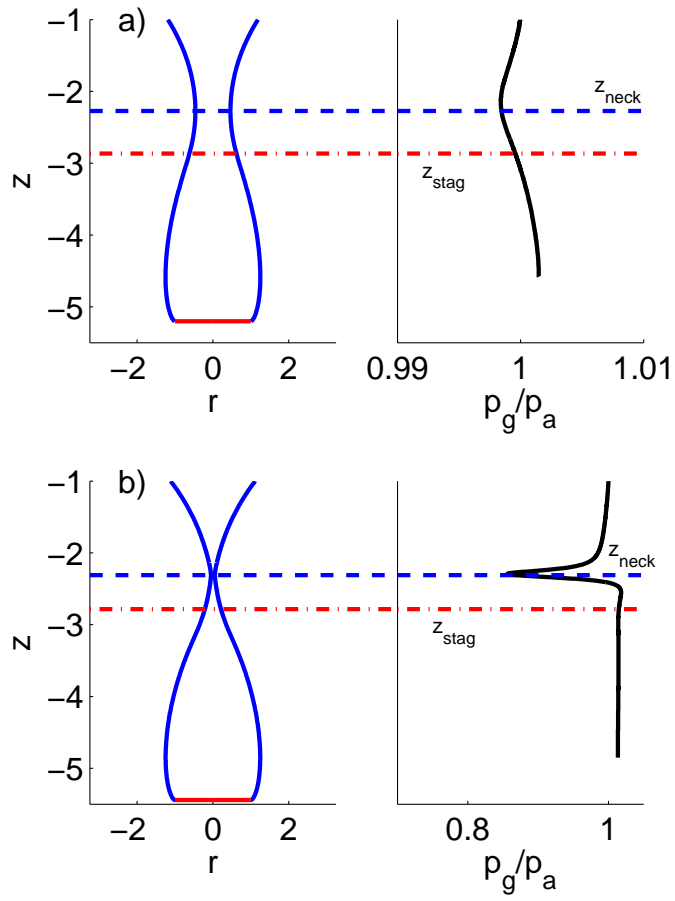 a)
−1
−2
−3
−4
−5
z
−2 0 2
r
z_neck
z_stag
0.99 1 1.01
p_g/p_a
b)
−1
−2
−3
−4
−5
z
−2 0 2
r
z_neck
z_stag
0.8 1
p_g/p_a